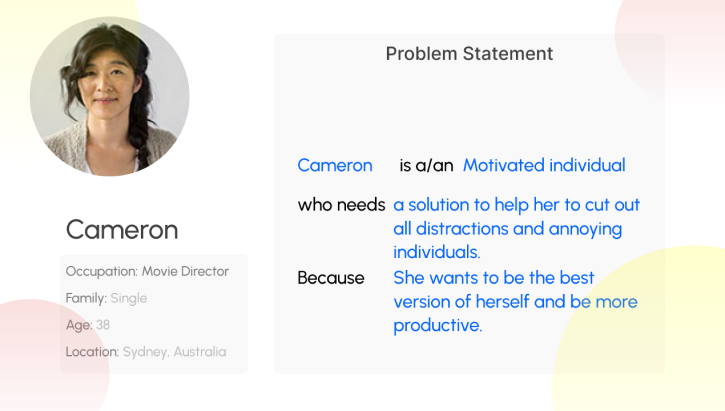 Problem Statement
Cameron is a/an Motivated individual
who needs a solution to help her to cut out
all distractions and annoying
individuals.
Because She wants to be the best
version of herself and be more
productive.
Cameron
Occupation: Movie Director
Family: Single
Age: 38
Location: Sydney, Australia